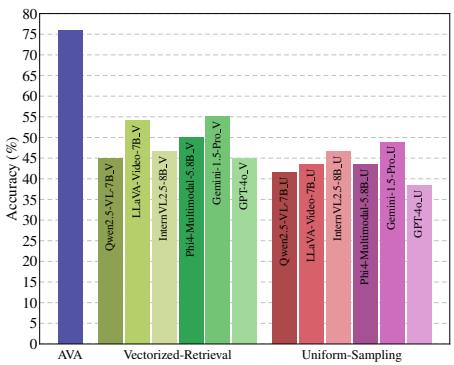 Accuracy (%)
80
75
70
65
60
55
50
45
40
35
30
25
20
15
10
5
0
Qwen2.5-VL-7B_V
LLaVA-Video-7B_V
InternVL2.5-8B_V
Phi4-Multimodal-5.8B_V
Gemini-1.5-Pro_V
GPT-4o_V
Qwen2.5-VL-7B_U
LLaVA-Video-7B_U
InternVL2.5-8B_U
Phi4-Multimodal-5.8B_U
Gemini-1.5-Pro_U
GPT-4o_U
AVA Vectorized-Retrieval Uniform-Sampling